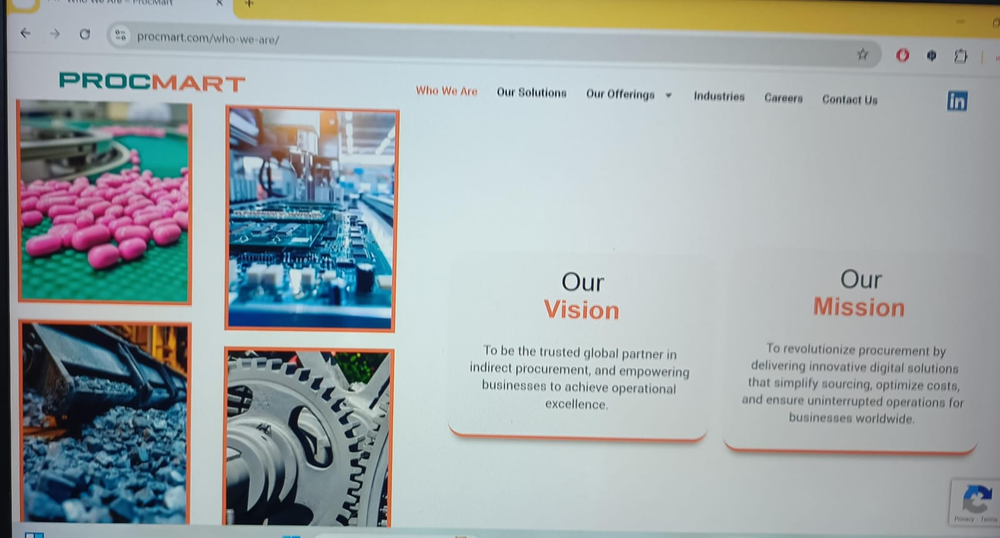 Who We Are – ProcMart
procmart.com/who-we-are/
PROCMART
Who We Are
Our Solutions
Our Offerings
Industries
Careers
Contact Us
in
Our
Vision
To be the trusted global partner in
indirect procurement, and empowering
businesses to achieve operational
excellence.
Our
Mission
To revolutionize procurement by
delivering innovative digital solutions
that simplify sourcing, optimize costs,
and ensure uninterrupted operations for
businesses worldwide.
Privacy - Terms